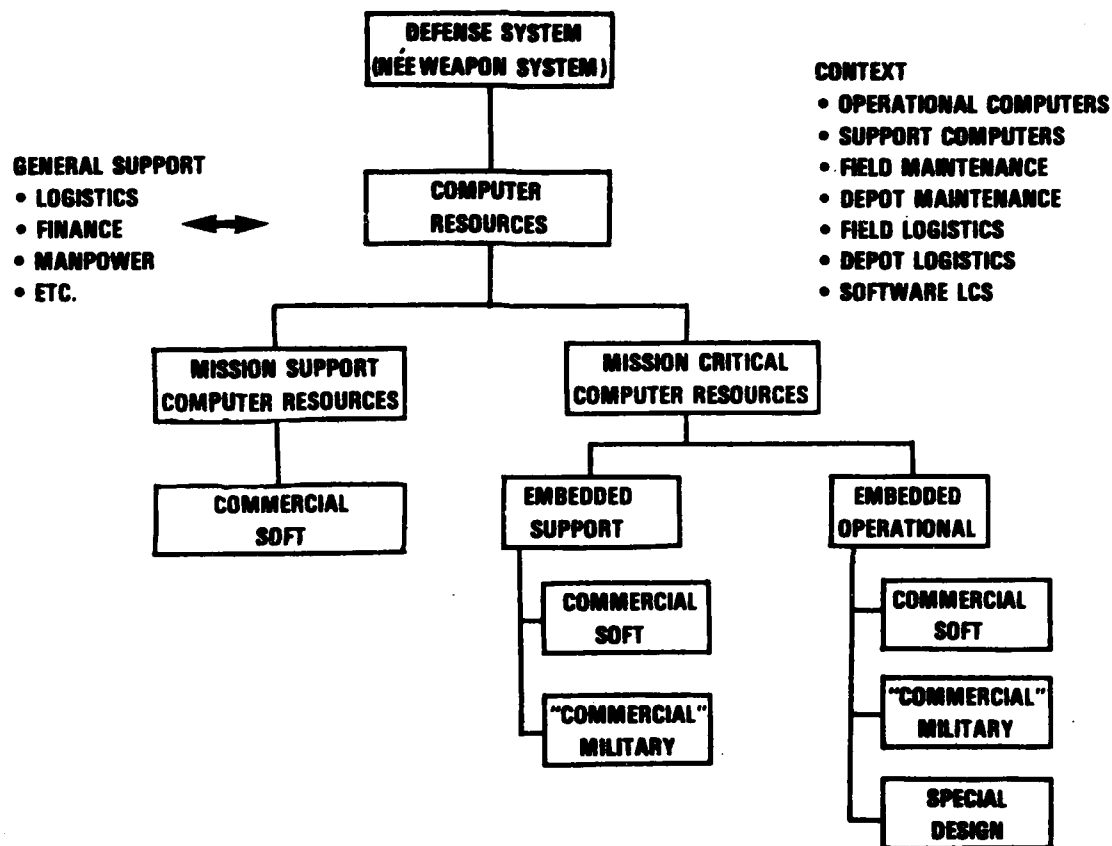 DEFENSE SYSTEM
(NÉE WEAPON SYSTEM)
CONTEXT
• OPERATIONAL COMPUTERS
• SUPPORT COMPUTERS
• FIELD MAINTENANCE
• DEPOT MAINTENANCE
• FIELD LOGISTICS
• DEPOT LOGISTICS
• SOFTWARE LCS
GENERAL SUPPORT
• LOGISTICS
• FINANCE
• MANPOWER
• ETC.
COMPUTER
RESOURCES
MISSION SUPPORT
COMPUTER RESOURCES
MISSION CRITICAL
COMPUTER RESOURCES
COMMERCIAL
SOFT
EMBEDDED
SUPPORT
EMBEDDED
OPERATIONAL
COMMERCIAL
SOFT
"COMMERCIAL"
MILITARY
COMMERCIAL
SOFT
"COMMERCIAL"
MILITARY
SPECIAL
DESIGN